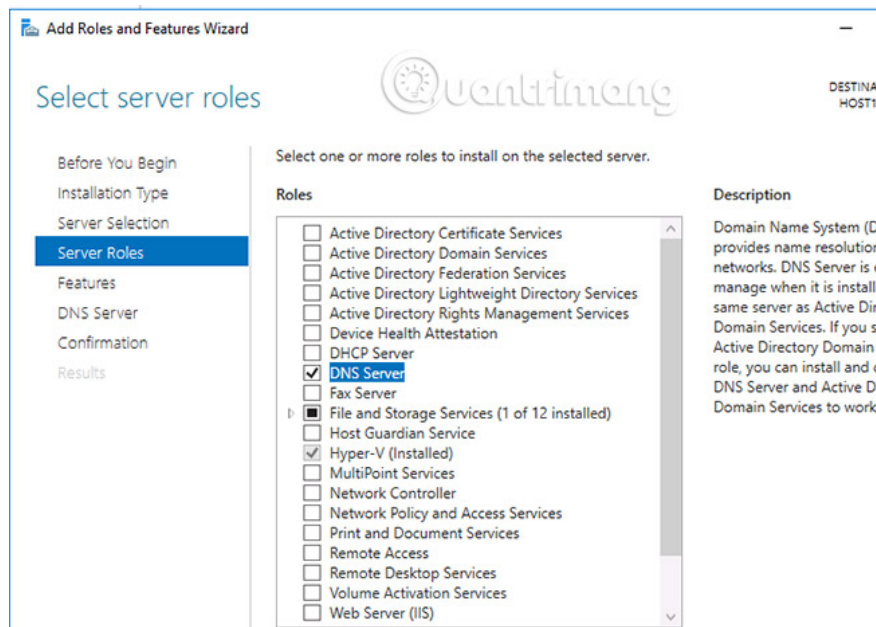 Add Roles and Features Wizard
Select server roles
Quantrimang
DESTINA
HOST1
Before You Begin
Installation Type
Server Selection
Server Roles
Features
DNS Server
Confirmation
Results
Select one or more roles to install on the selected server.
Roles
Active Directory Certificate Services
Active Directory Domain Services
Active Directory Federation Services
Active Directory Lightweight Directory Services
Active Directory Rights Management Services
Device Health Attestation
DHCP Server
DNS Server
Fax Server
File and Storage Services (1 of 12 installed)
Host Guardian Service
Hyper-V (Installed)
MultiPoint Services
Network Controller
Network Policy and Access Services
Print and Document Services
Remote Access
Remote Desktop Services
Volume Activation Services
Web Server (IIS)
Description
Domain Name System (D
provides name resolution
networks. DNS Server is e
manage when it is install
same server as Active Dir
Domain Services. If you s
Active Directory Domain
role, you can install and c
DNS Server and Active D
Domain Services to work